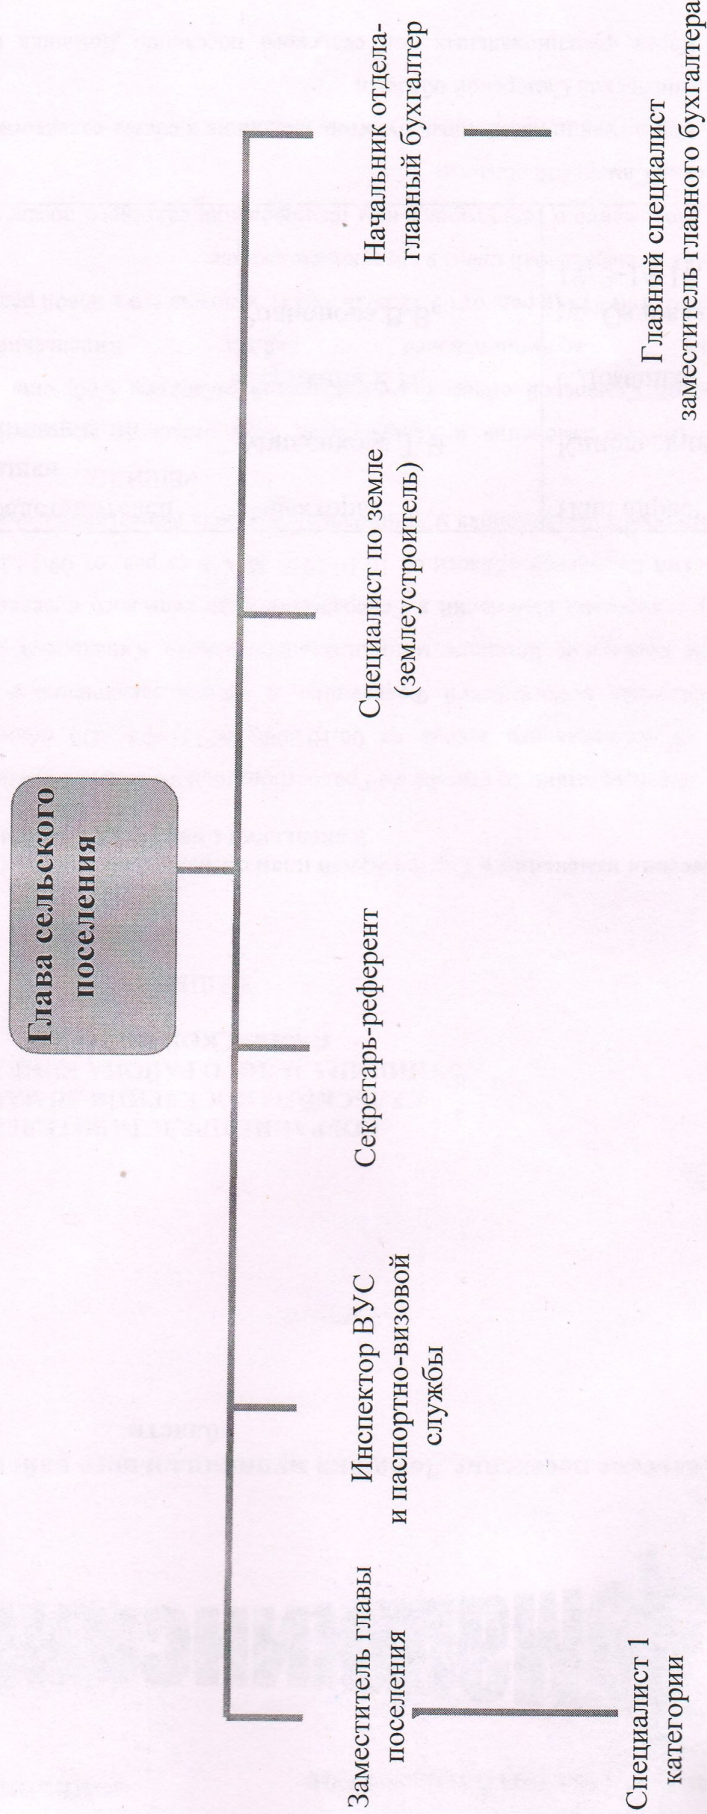 Глава сельского
поселения
Заместитель главы
поселения
Инспектор ВУС
и паспортно-визовой
службы
Секретарь-референт
Специалист по земле
(землеустроитель)
Начальник отдела-
главный бухгалтер
Специалист 1
категории
Главный специалист
заместитель главного бухгалтера